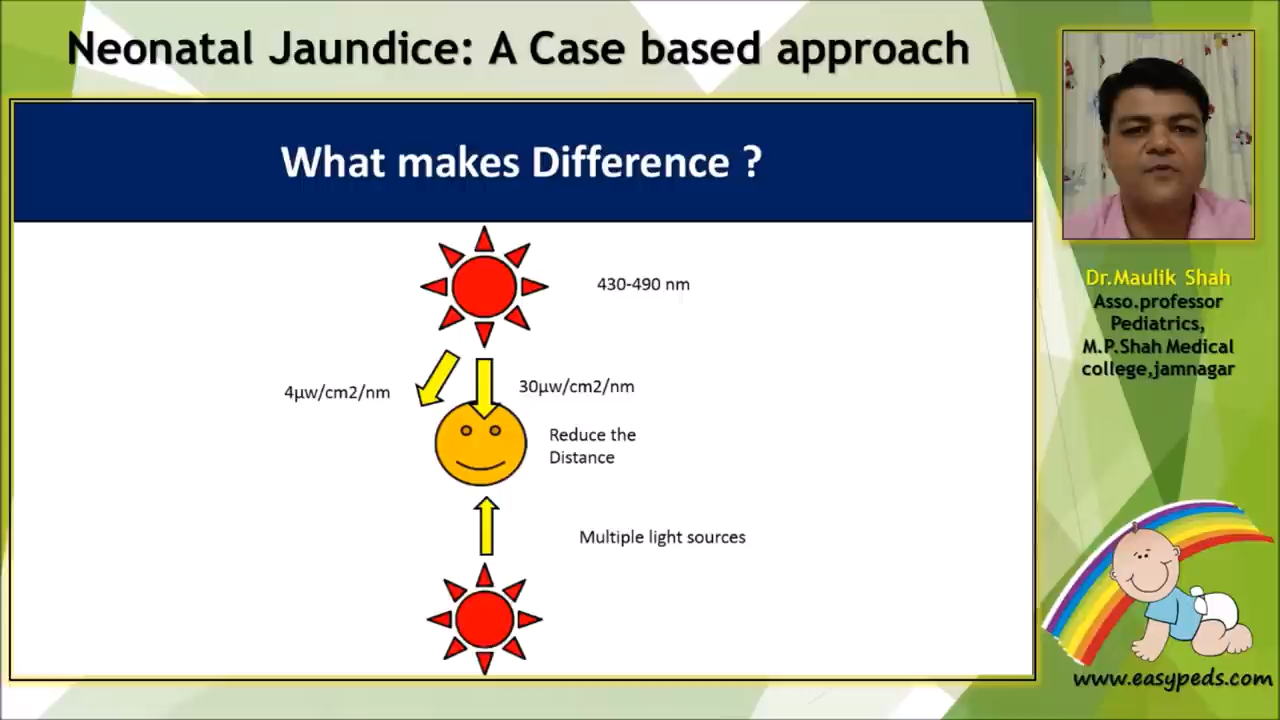 Neonatal Jaundice: A Case based approach
What makes Difference ?
430-490 nm
4µw/cm2/nm
30µw/cm2/nm
Reduce the
Distance
Multiple light sources
Dr.Maulik Shah
Asso.professor
Pediatrics,
M.P.Shah Medical
college,jamnagar
www.easypeds.com